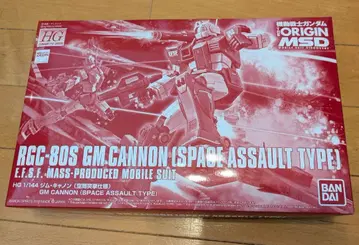 HG
機動戦士ガンダム
THE ORIGIN
MSD
RGC-80S GM CANNON (SPACE ASSAULT TYPE)
E.F.S.F. MASS-PRODUCED MOBILE SUIT
HG 1/144 ジム・キャノン(空間突撃仕様)
GM CANNON (SPACE ASSAULT TYPE)
BAN
DAI